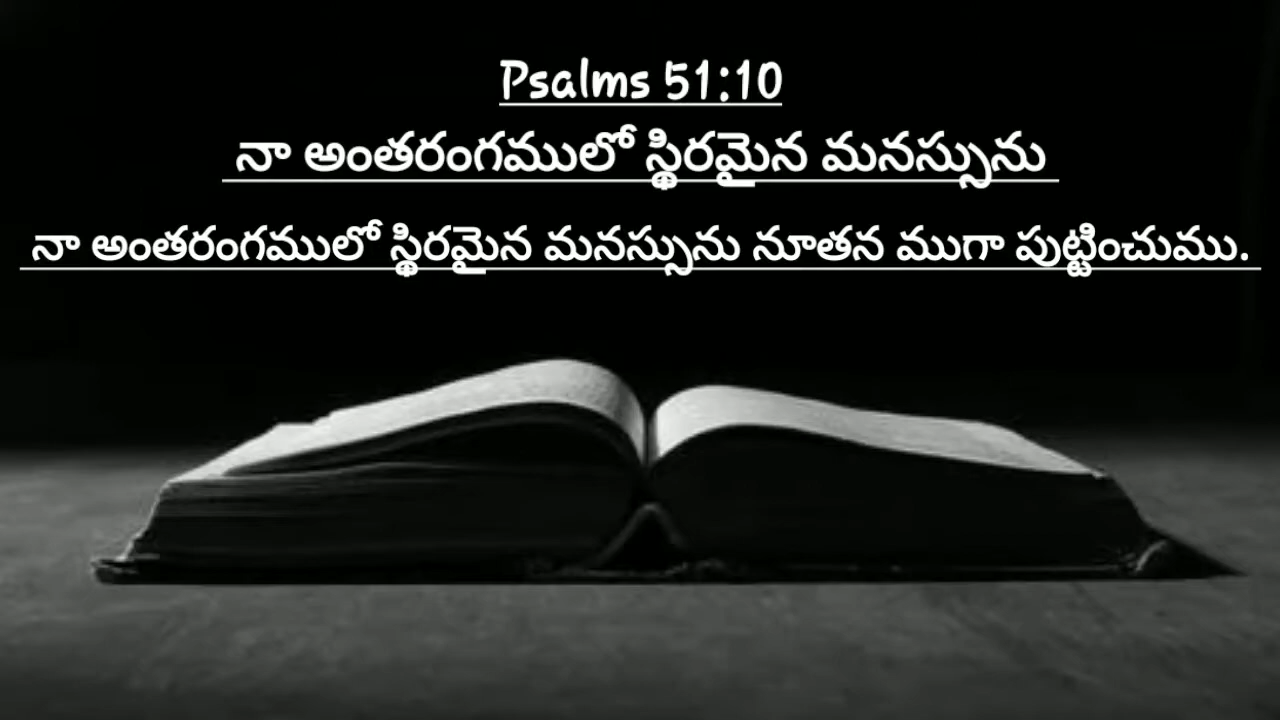 Psalms 51:10
నా అంతరంగములో స్థిరమైన మనస్సును
నా అంతరంగములో స్థిరమైన మనస్సును నూతన ముగా పుట్టించుము.